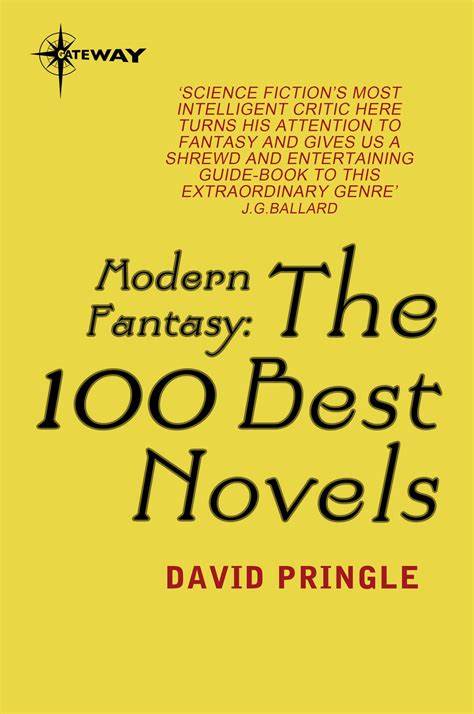 GATEWAY
‘SCIENCE FICTION’S MOST
INTELLIGENT CRITIC HERE
TURNS HIS ATTENTION TO
FANTASY AND GIVES US A
SHREWD AND ENTERTAINING
GUIDE-BOOK TO THIS
EXTRAORDINARY GENRE’
J.G.BALLARD
Modern
Fantasy: The
100 Best
Novels
DAVID PRINGLE